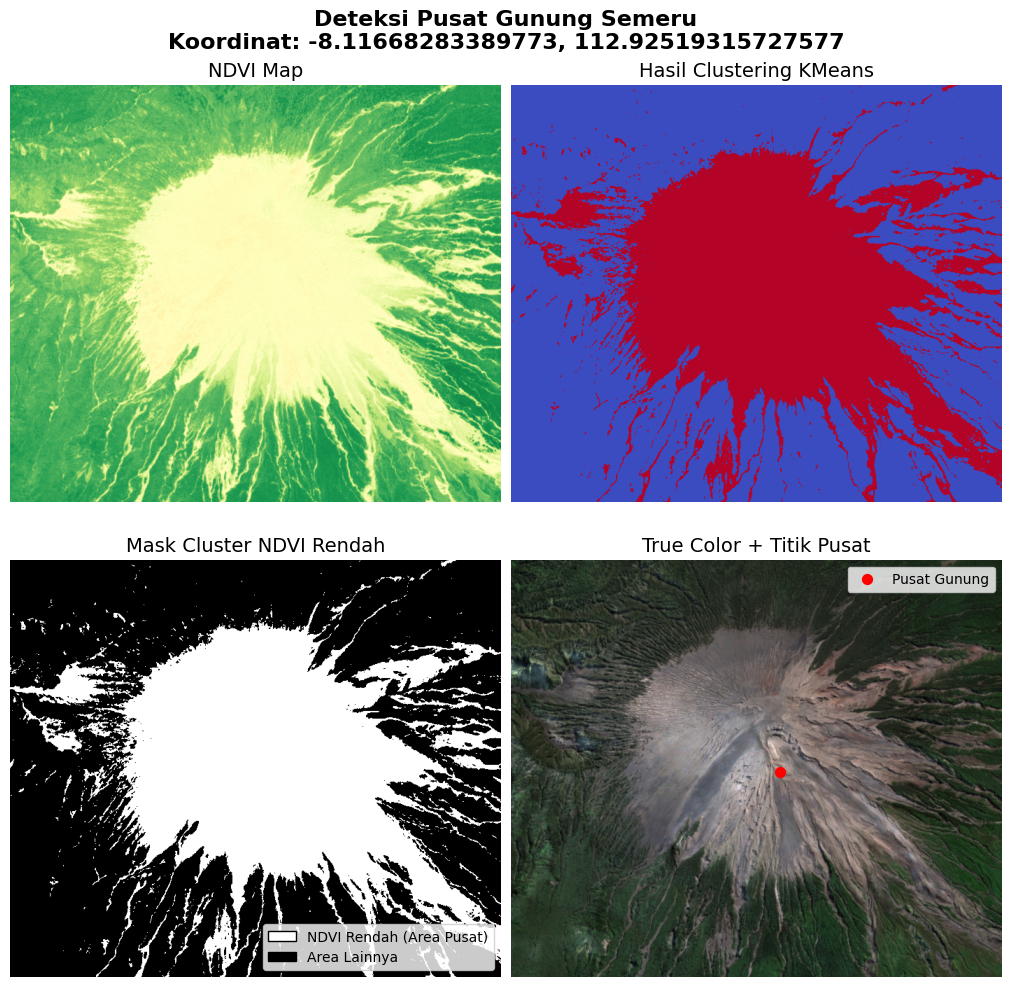 Deteksi Pusat Gunung Semeru
Koordinat: -8.11668283389773, 112.92519315727577
NDVI Map
Hasil Clustering KMeans
Mask Cluster NDVI Rendah
NDVI Rendah (Area Pusat)
Area Lainnya
True Color + Titik Pusat
Pusat Gunung